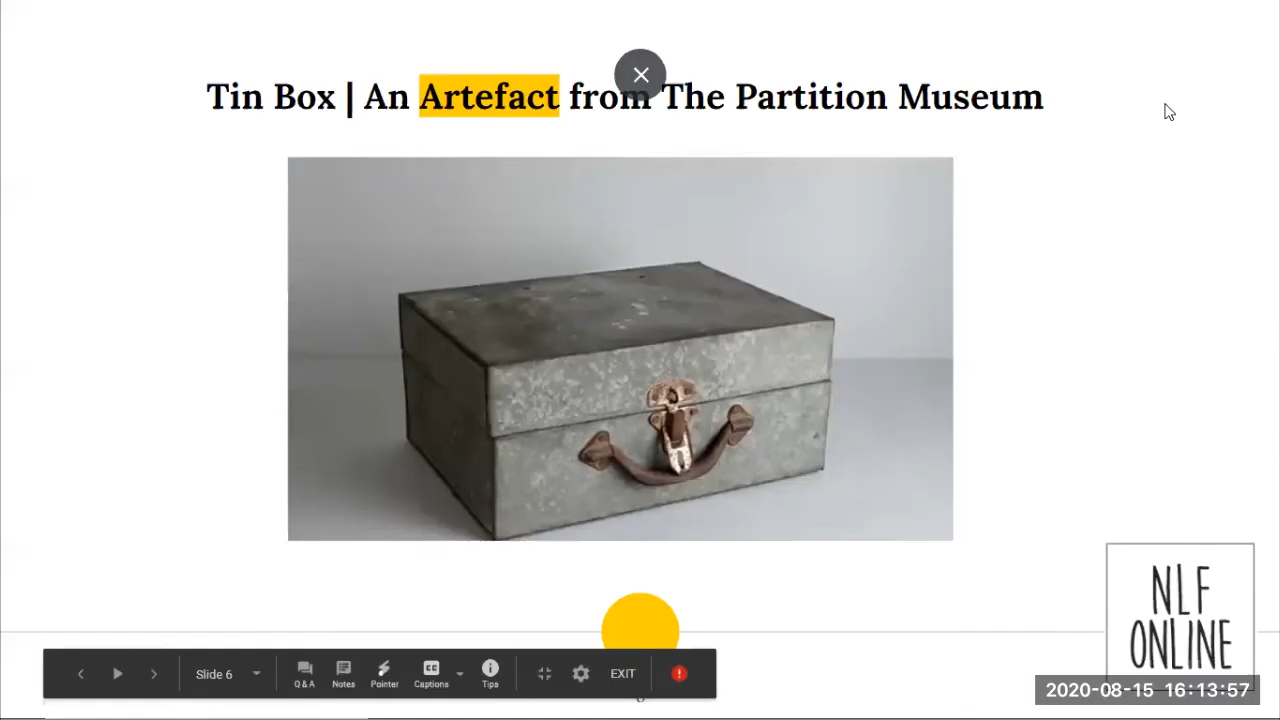 Tin Box | An Artefact from The Partition Museum
NLF
ONLINE
Slide 6
Q & A
Notes
Pointer
CC
Captions
Tips
EXIT
2020-08-15 16:13:57